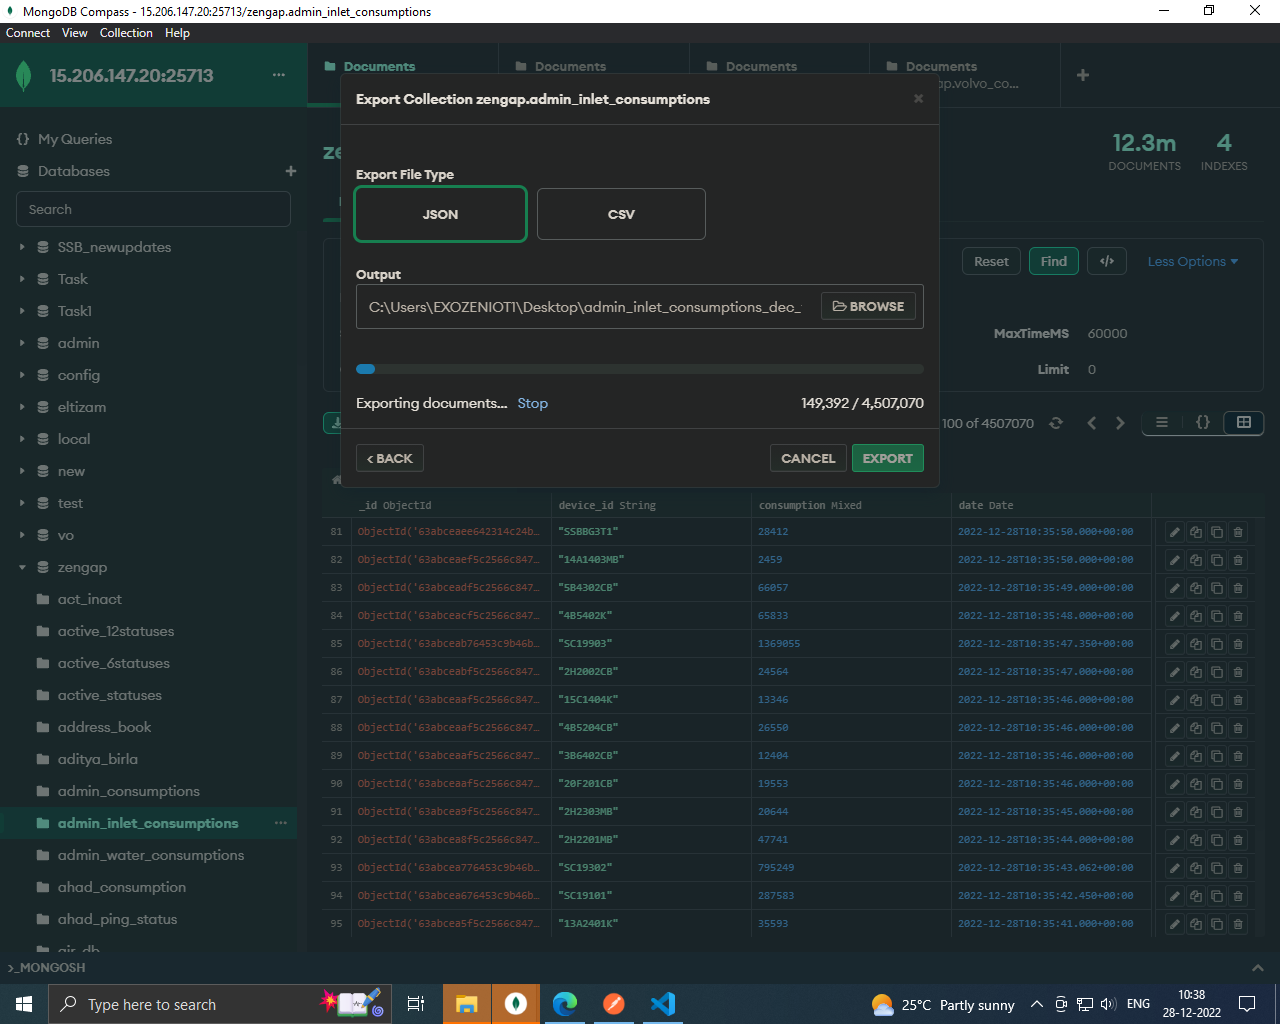 MongoDB Compass - 15.206.147.20:25713/zengap.admin_inlet_consumptions
Connect View Collection Help
15.206.147.20:25713 ...
Documents
Documents
Documents
Documents
ap.volvo_co...
My Queries
Databases
Search
SSB_newupdates
Task
Task1
admin
config
eltizam
local
new
test
vo
zengap
act_inact
active_12statuses
active_6statuses
active_statuses
address_book
aditya_birla
admin_consumptions
admin_inlet_consumptions ...
admin_water_consumptions
ahad_consumption
ahad_ping_status
air_db
ze
12.3m
DOCUMENTS
4
INDEXES
Export Collection zengap.admin_inlet_consumptions
Export File Type
JSON CSV
Output
C:\Users\EXOZENIOT1\Desktop\admin_inlet_consumptions_dec_
BROWSE
Exporting documents... Stop 149,392 / 4,507,070
< BACK CANCEL EXPORT
Reset Find </> Less Options
MaxTimeMS 60000
Limit 0
100 of 4507070
{}
_id ObjectId device_id String consumption Mixed date Date
81 ObjectId('63abceaee642314c24b... "SSBBG3T1" 28412 2022-12-28T10:35:50.000+00:00
82 ObjectId('63abceaef5c2566c847... "14A1403MB" 2459 2022-12-28T10:35:50.000+00:00
83 ObjectId('63abceadf5c2566c847... "5B4302CB" 66057 2022-12-28T10:35:49.000+00:00
84 ObjectId('63abceacf5c2566c847... "4B5402K" 65833 2022-12-28T10:35:48.000+00:00
85 ObjectId('63abceab76453c9b46b... "SC19903" 1369055 2022-12-28T10:35:47.350+00:00
86 ObjectId('63abceabf5c2566c847... "2H2002CB" 24564 2022-12-28T10:35:47.000+00:00
87 ObjectId('63abceaaf5c2566c847... "15C1404K" 13346 2022-12-28T10:35:46.000+00:00
88 ObjectId('63abceaaf5c2566c847... "4B5204CB" 26550 2022-12-28T10:35:46.000+00:00
89 ObjectId('63abceaaf5c2566c847... "3B6402CB" 12404 2022-12-28T10:35:46.000+00:00
90 ObjectId('63abceaaf5c2566c847... "20F201CB" 19553 2022-12-28T10:35:46.000+00:00
91 ObjectId('63abcea9f5c2566c847... "2H2303MB" 20644 2022-12-28T10:35:45.000+00:00
92 ObjectId('63abcea8f5c2566c847... "2H2201MB" 47741 2022-12-28T10:35:44.000+00:00
93 ObjectId('63abcea776453c9b46b... "SC19302" 795249 2022-12-28T10:35:43.062+00:00
94 ObjectId('63abcea676453c9b46b... "SC19101" 287583 2022-12-28T10:35:42.450+00:00
95 ObjectId('63abcea5f5c2566c847... "13A2401K" 35593 2022-12-28T10:35:41.000+00:00
>_MONGOSH
Type here to search
25°C Partly sunny
ENG
10:38
28-12-2022